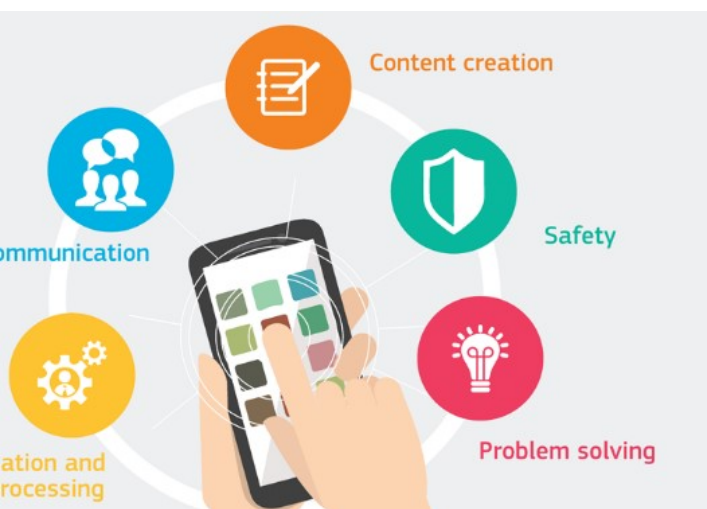 Content creation
ommunication
Safety
Problem solving
ation and
rocessing